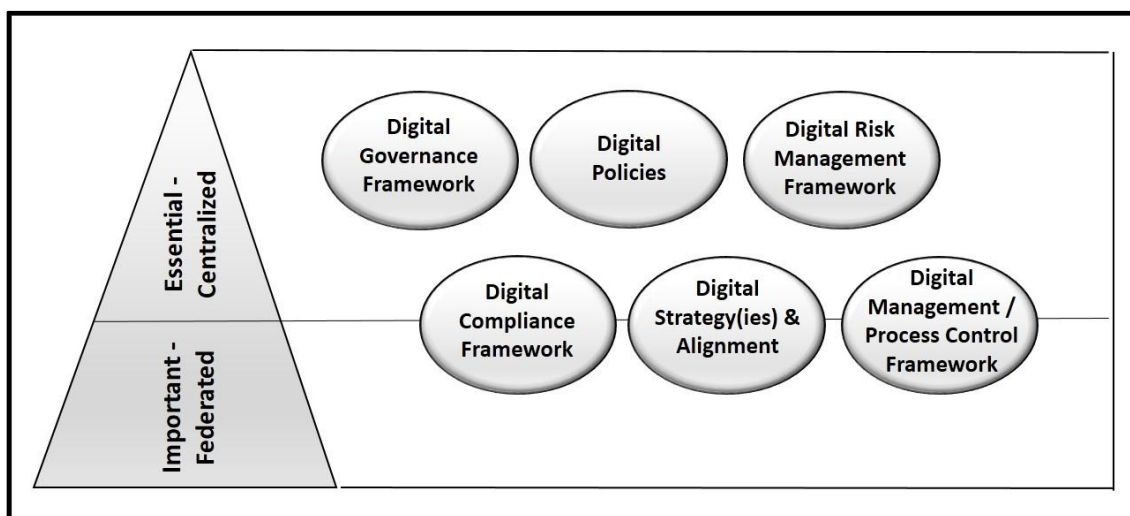 Essential -
Centralized
Digital
Governance
Framework
Digital
Policies
Digital Risk
Management
Framework
Important -
Federated
Digital
Compliance
Framework
Digital
Strategy(ies) &
Alignment
Digital
Management /
Process Control
Framework